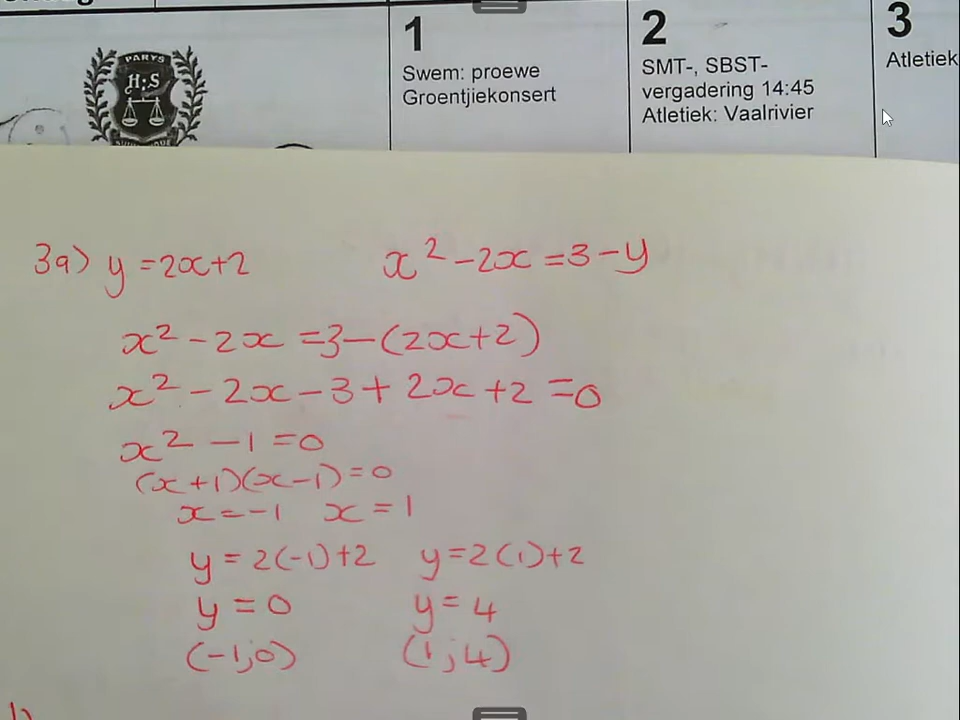 1
Swem: proewe
Groentjiekonsert
2
SMT-, SBST-
vergadering 14:45
Atletiek: Vaalrivier
3
Atletiek
PARYS
H.S
3a) y = 2x+2
x² - 2x = 3 - y
x² - 2x = 3 - (2x+2)
x² - 2x - 3 + 2x + 2 = 0
x² - 1 = 0
(x+1)(x-1) = 0
x = -1 x = 1
y = 2(-1)+2 y = 2(1)+2
y = 0 y = 4
(-1;0) (1;4)